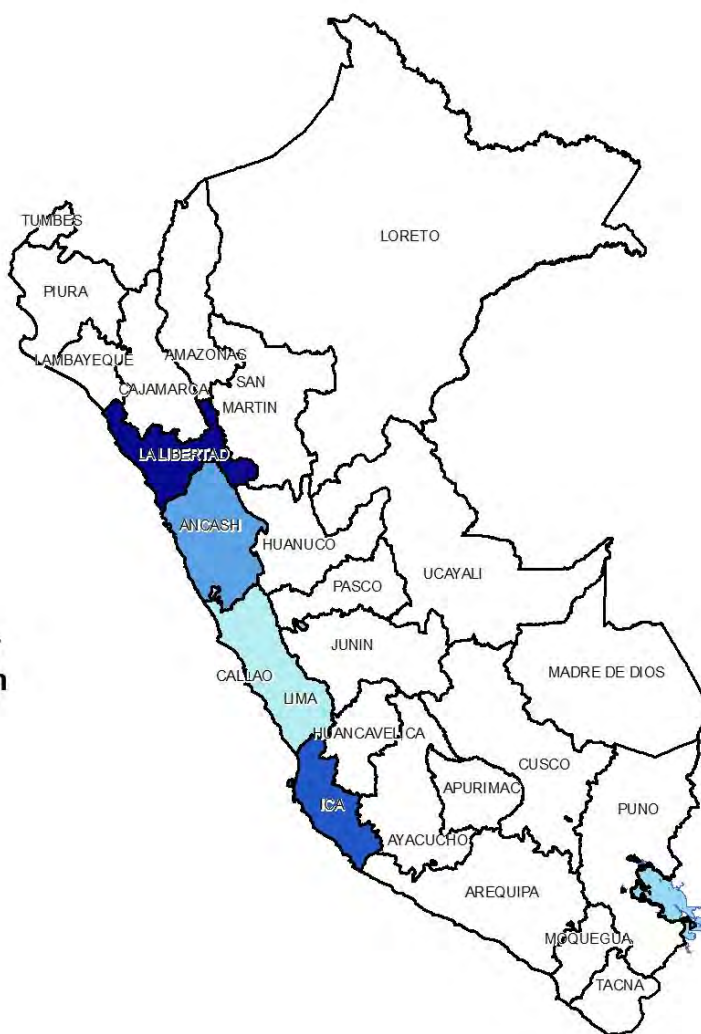 LORETO
TUMBES
PIURA
LAMBAYEQUE
AMAZONAS
CAJAMARCA
SAN
MARTIN
LA LIBERTAD
ANCASH
HUANUCO
UCAYALI
PASCO
JUNIN
MADRE DE DIOS
CALLAO
LIMA
HUANCAVELICA
CUSCO
APURIMAC
ICA
PUNO
AYACUCHO
AREQUIPA
MOQUEGUA
TACNA